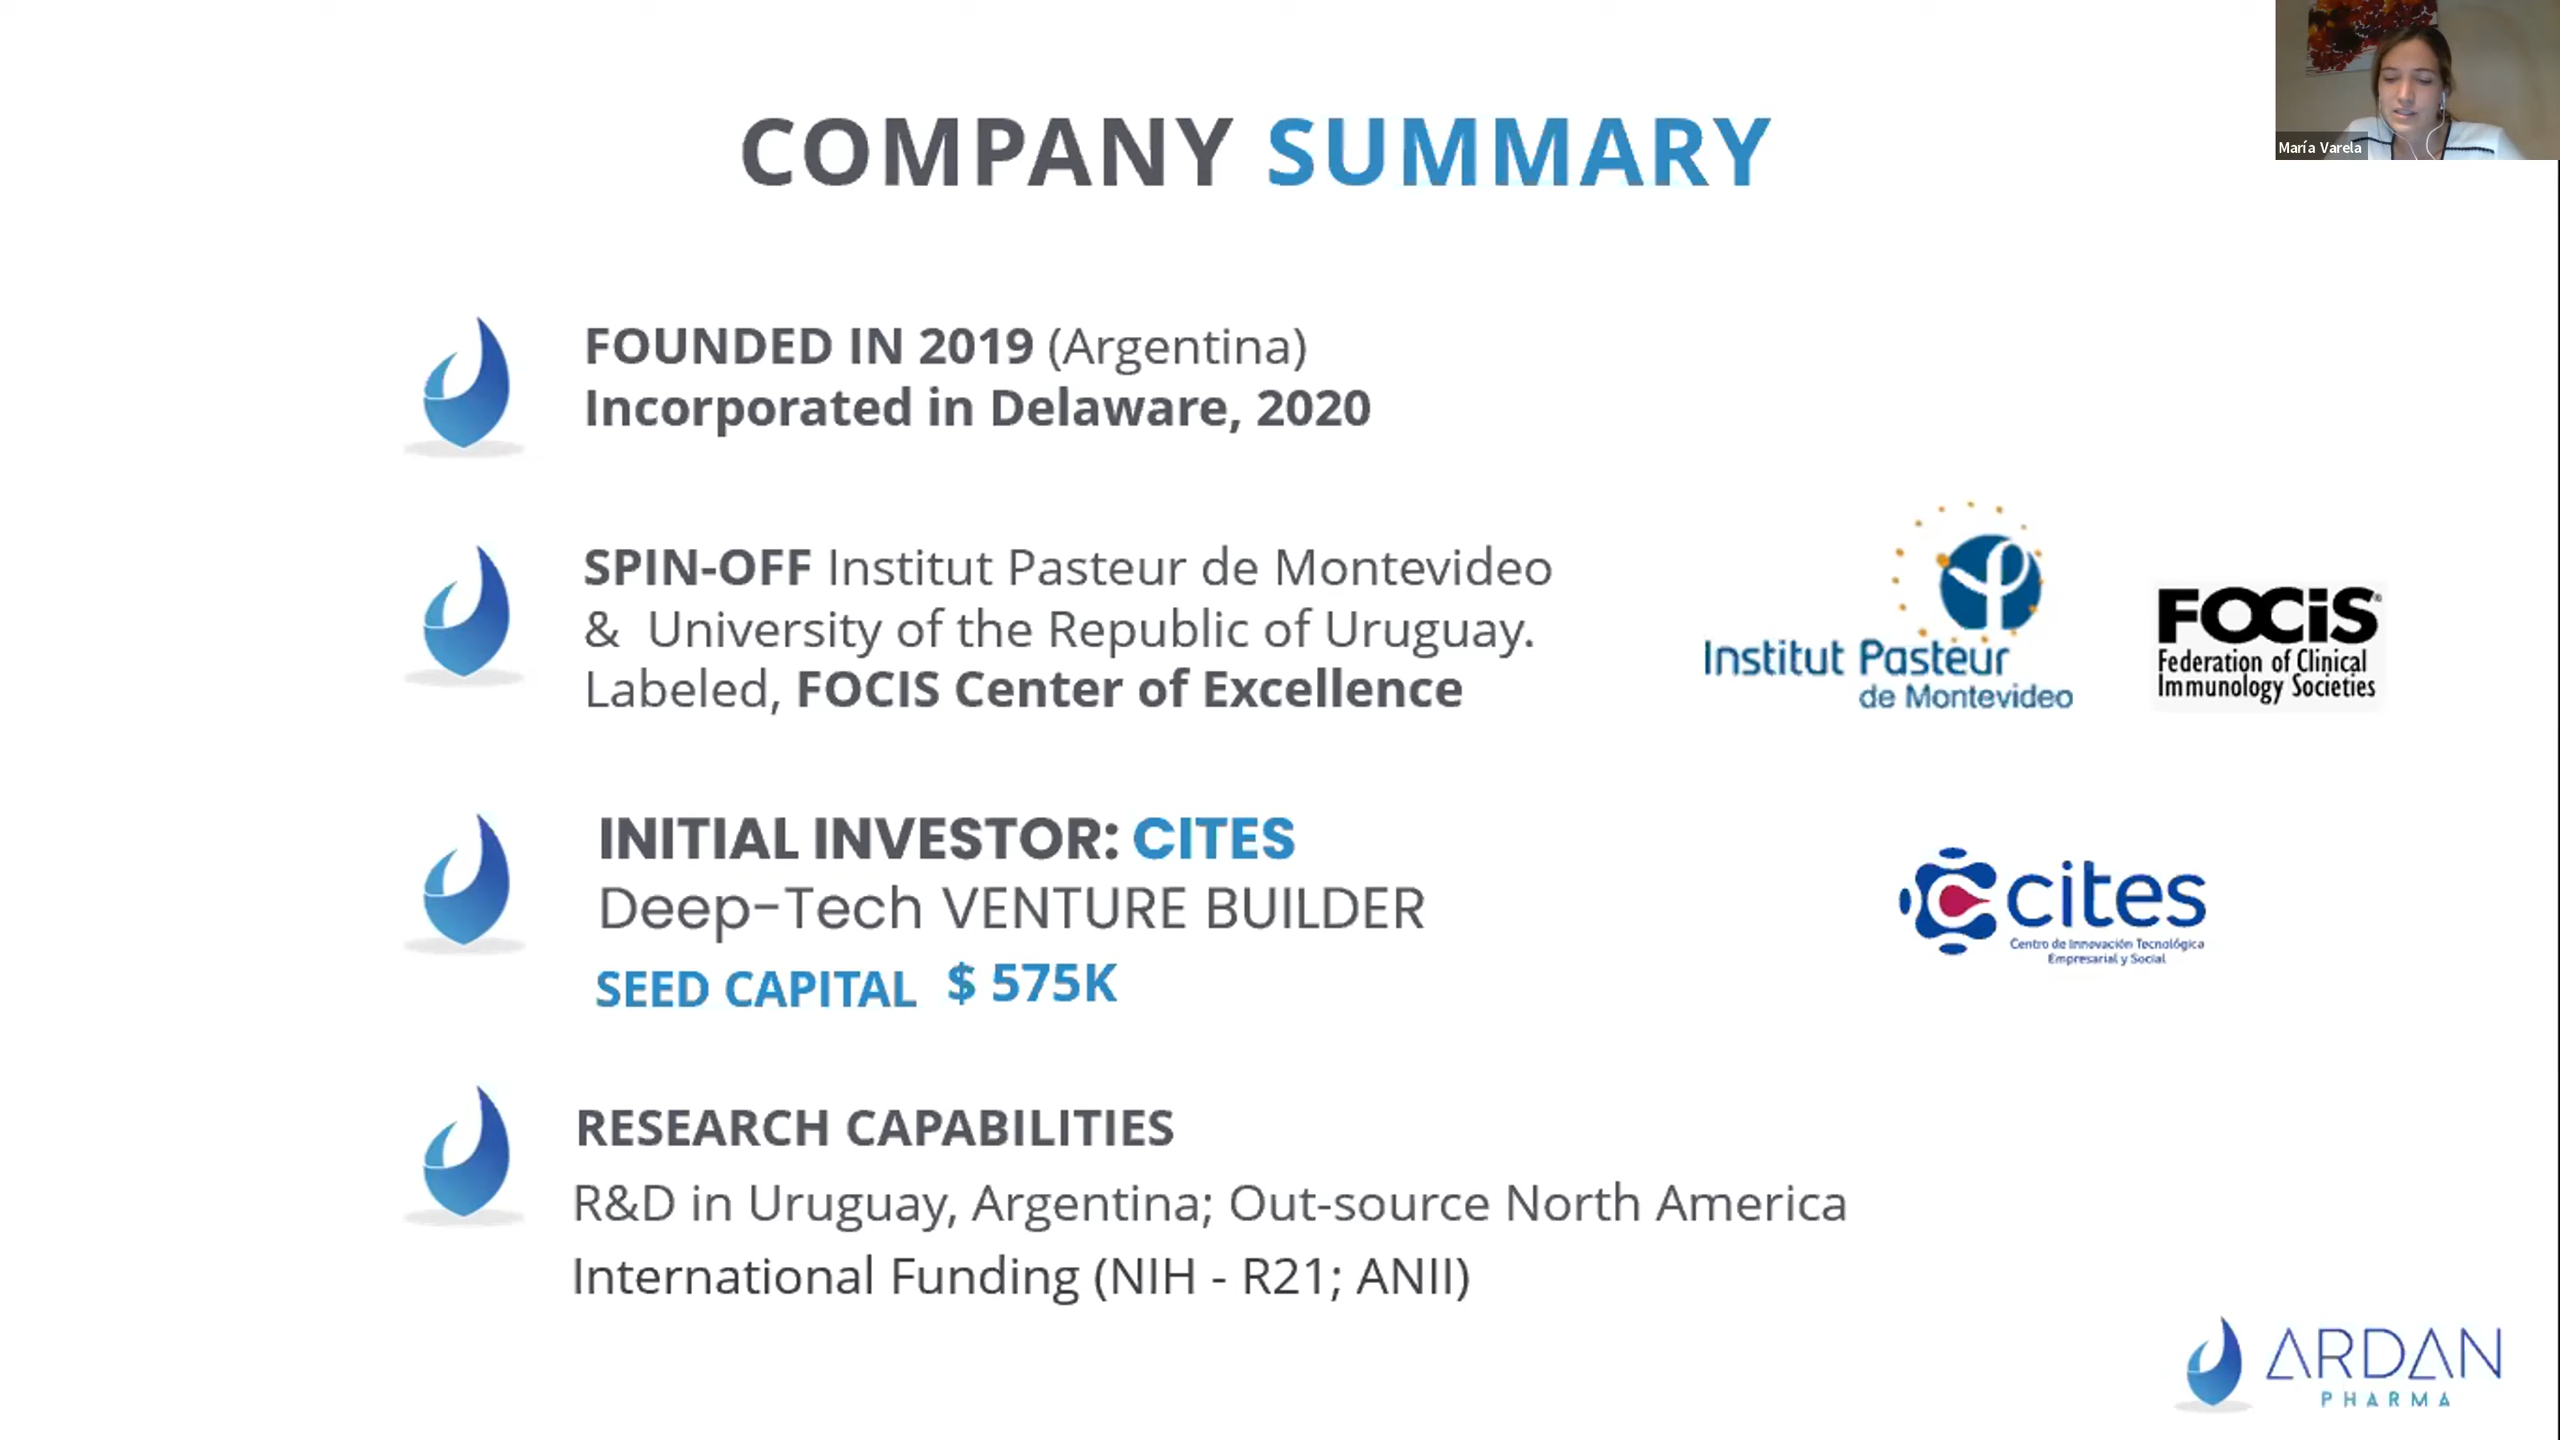 María Varela
COMPANY SUMMARY
FOUNDED IN 2019 (Argentina)
Incorporated in Delaware, 2020
SPIN-OFF Institut Pasteur de Montevideo
& University of the Republic of Uruguay.
Labeled, FOCIS Center of Excellence
Institut Pasteur
de Montevideo
FOCiS®
Federation of Clinical
Immunology Societies
INITIAL INVESTOR: CITES
Deep-Tech VENTURE BUILDER
SEED CAPITAL $ 575K
cites
Centro de Innovación Tecnológica
Empresarial y Social
RESEARCH CAPABILITIES
R&D in Uruguay, Argentina; Out-source North America
International Funding (NIH - R21; ANII)
ARDAN
PHARMA